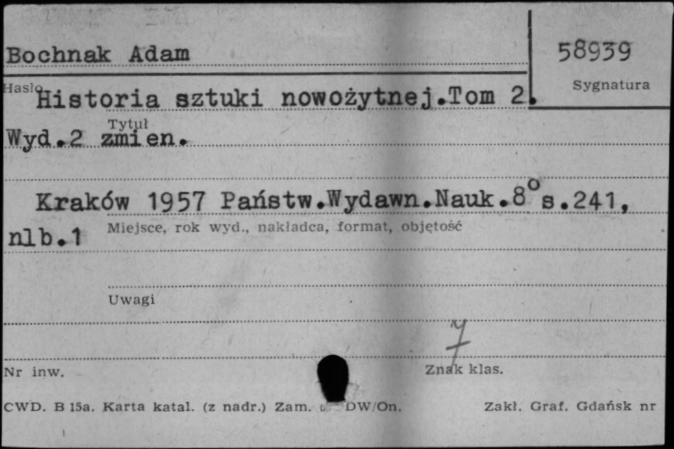 Bochnak Adam
58939
Hasło
Sygnatura
Historia sztuki nowożytnej.Tom 2.
Tytuł
Wyd.2 zmien.
Kraków 1957 Państw.Wydawn.Nauk.8° s.241,
nlb.1
Miejsce, rok wyd., nakładca, format, objętość
Uwagi
7
Nr inw.
Znak klas.
CWD. B 15a. Karta katal. (z nadr.) Zam. DW/On.
Zakł. Graf. Gdańsk nr